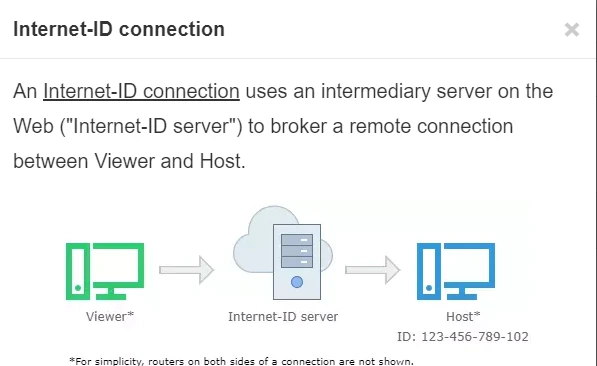 Internet-ID connection
An Internet-ID connection uses an intermediary server on the
Web ("Internet-ID server") to broker a remote connection
between Viewer and Host.
Viewer*
Internet-ID server
Host*
ID: 123-456-789-102
*For simplicity, routers on both sides of a connection are not shown.